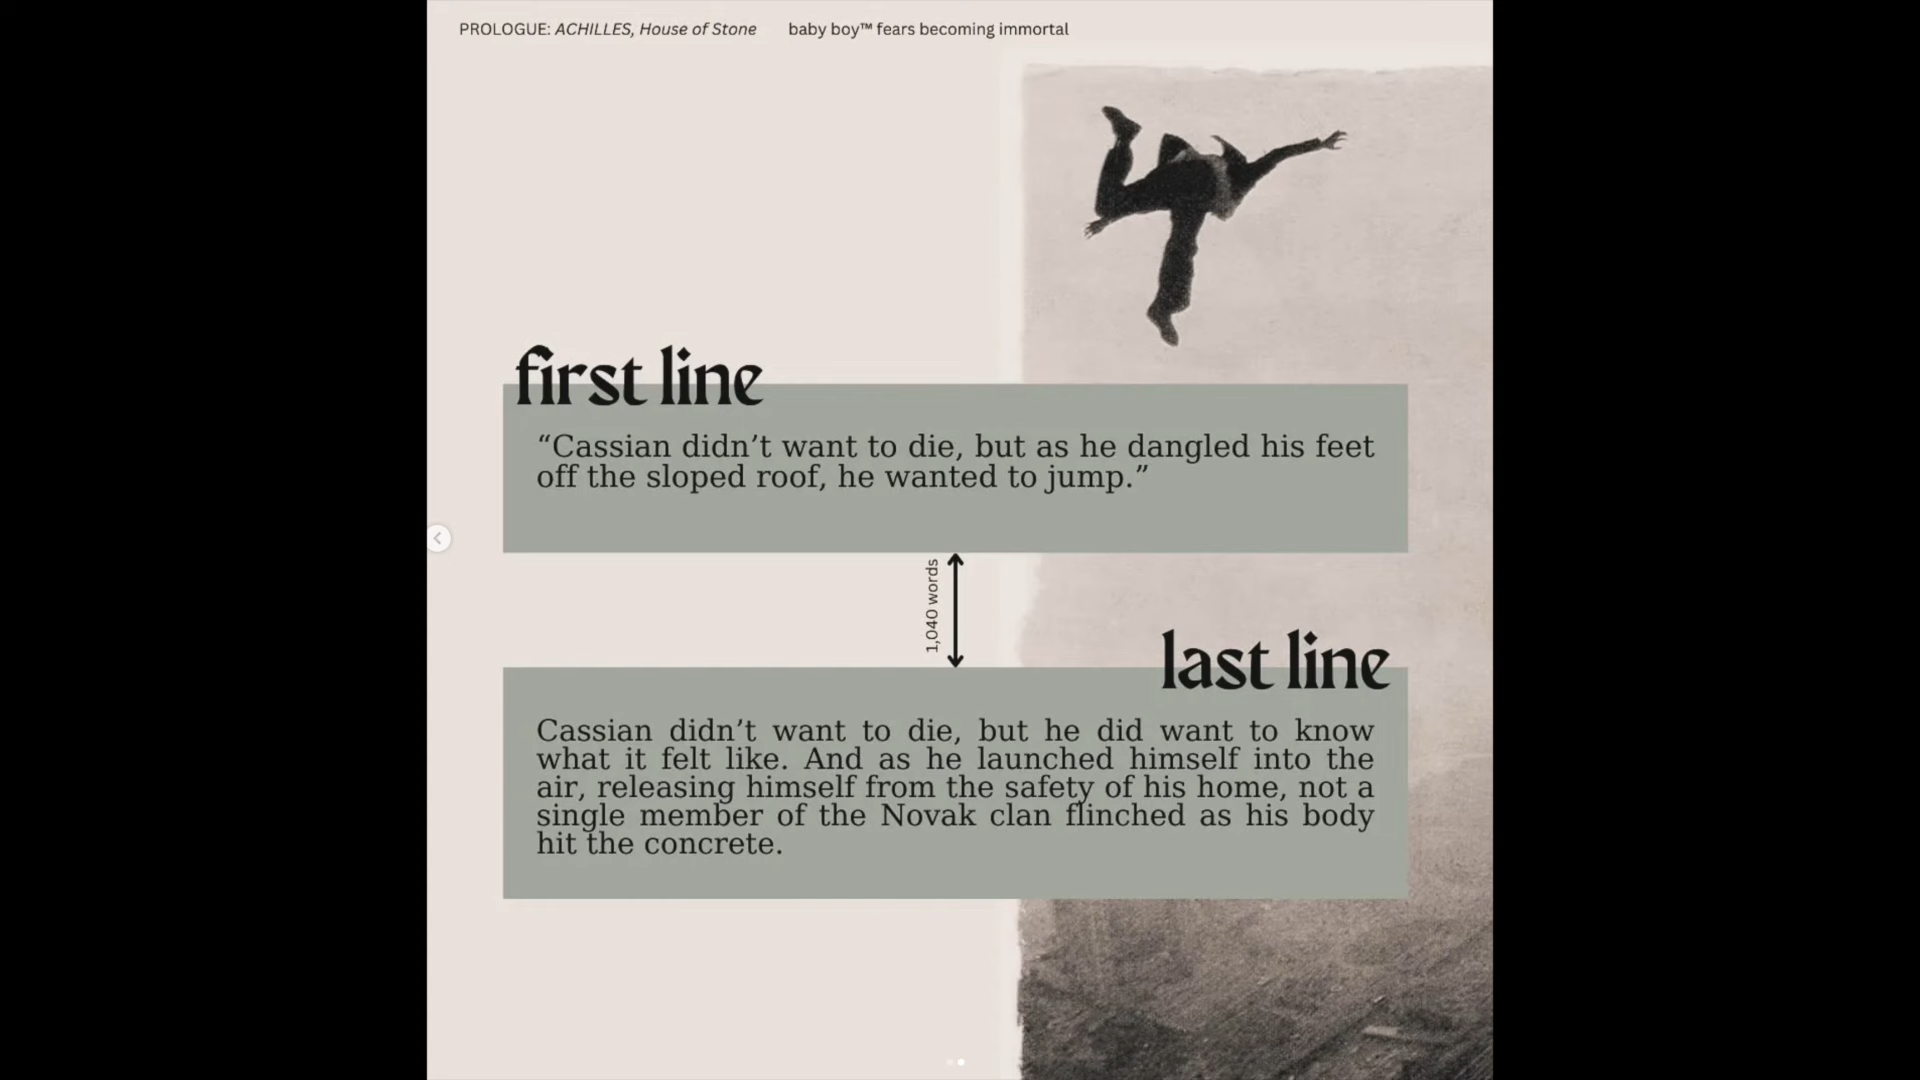 PROLOGUE: ACHILLES, House of Stone baby boy™ fears becoming immortal
first line
“Cassian didn’t want to die, but as he dangled his feet
off the sloped roof, he wanted to jump.”
1,040 words
last line
Cassian didn’t want to die, but he did want to know
what it felt like. And as he launched himself into the
air, releasing himself from the safety of his home, not a
single member of the Novak clan flinched as his body
hit the concrete.